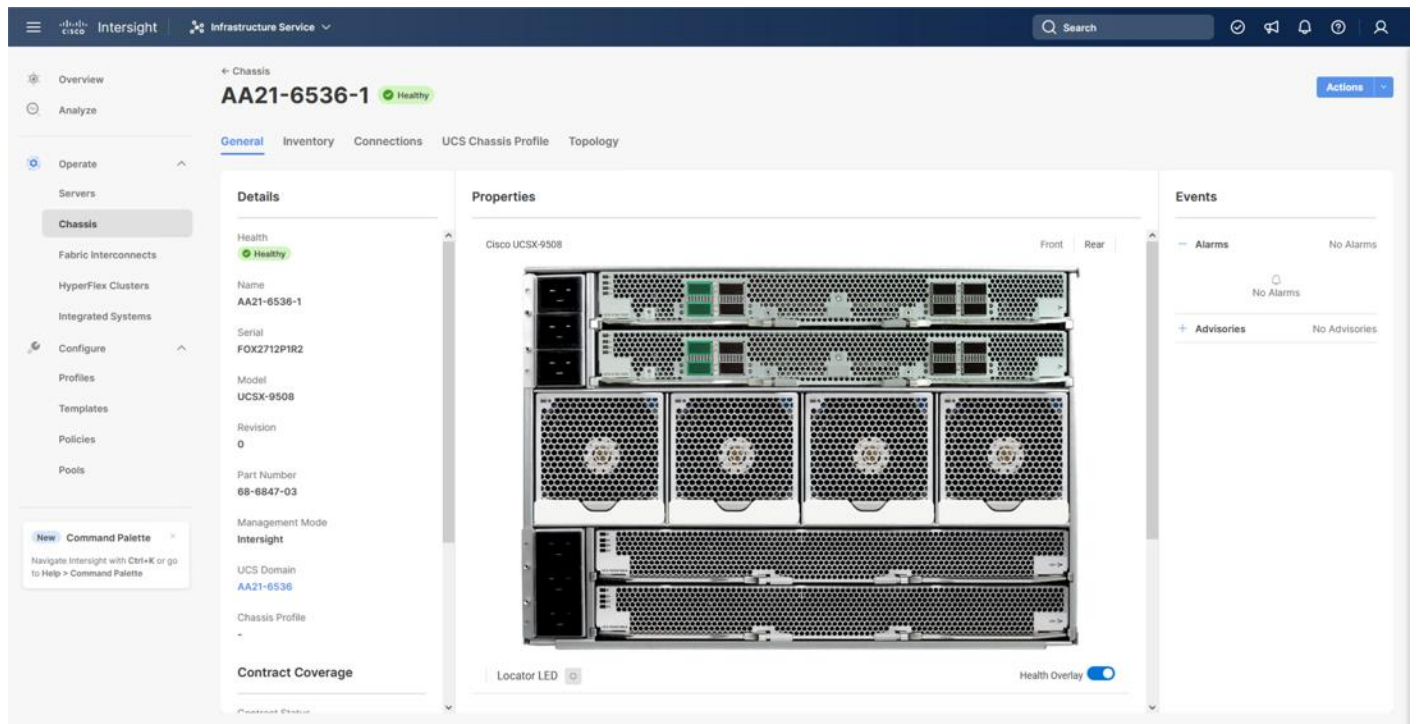 cisco Intersight
Infrastructure Service
Search
Overview
Analyze
Operate
Servers
Chassis
Fabric Interconnects
HyperFlex Clusters
Integrated Systems
Configure
Profiles
Templates
Policies
Pools
New Command Palette
Navigate Intersight with Ctrl+K or go
to Help > Command Palette
← Chassis
AA21-6536-1 Healthy
Actions
General Inventory Connections UCS Chassis Profile Topology
Details
Health
Healthy
Name
AA21-6536-1
Serial
FOX2712P1R2
Model
UCSX-9508
Revision
0
Part Number
68-6847-03
Management Mode
Intersight
UCS Domain
AA21-6536
Chassis Profile
-
Contract Coverage
Contract Status
Properties
Cisco UCSX-9508 Front Rear
Locator LED
Health Overlay
Events
Alarms No Alarms
No Alarms
Advisories No Advisories